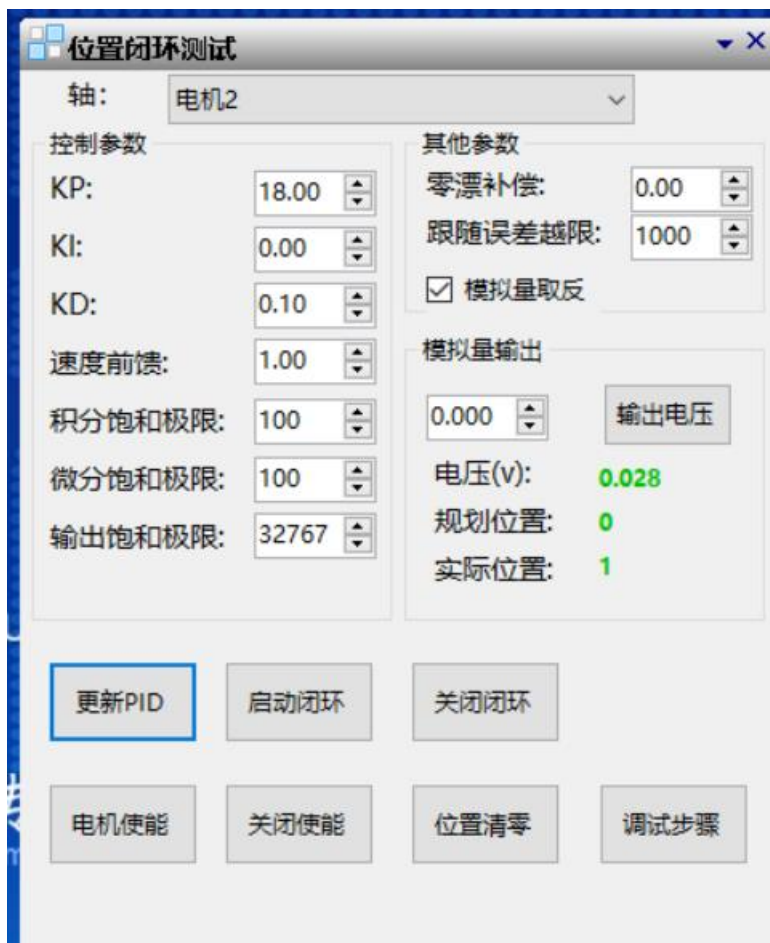 位置闭环测试
轴： 电机2
控制参数
KP: 18.00
KI: 0.00
KD: 0.10
速度前馈: 1.00
积分饱和极限: 100
微分饱和极限: 100
输出饱和极限: 32767
其他参数
零漂补偿: 0.00
跟随误差越限: 1000
模拟量取反
模拟量输出
0.000 输出电压
电压(v): 0.028
规划位置: 0
实际位置: 1
更新PID 启动闭环 关闭闭环
电机使能 关闭使能 位置清零 调试步骤